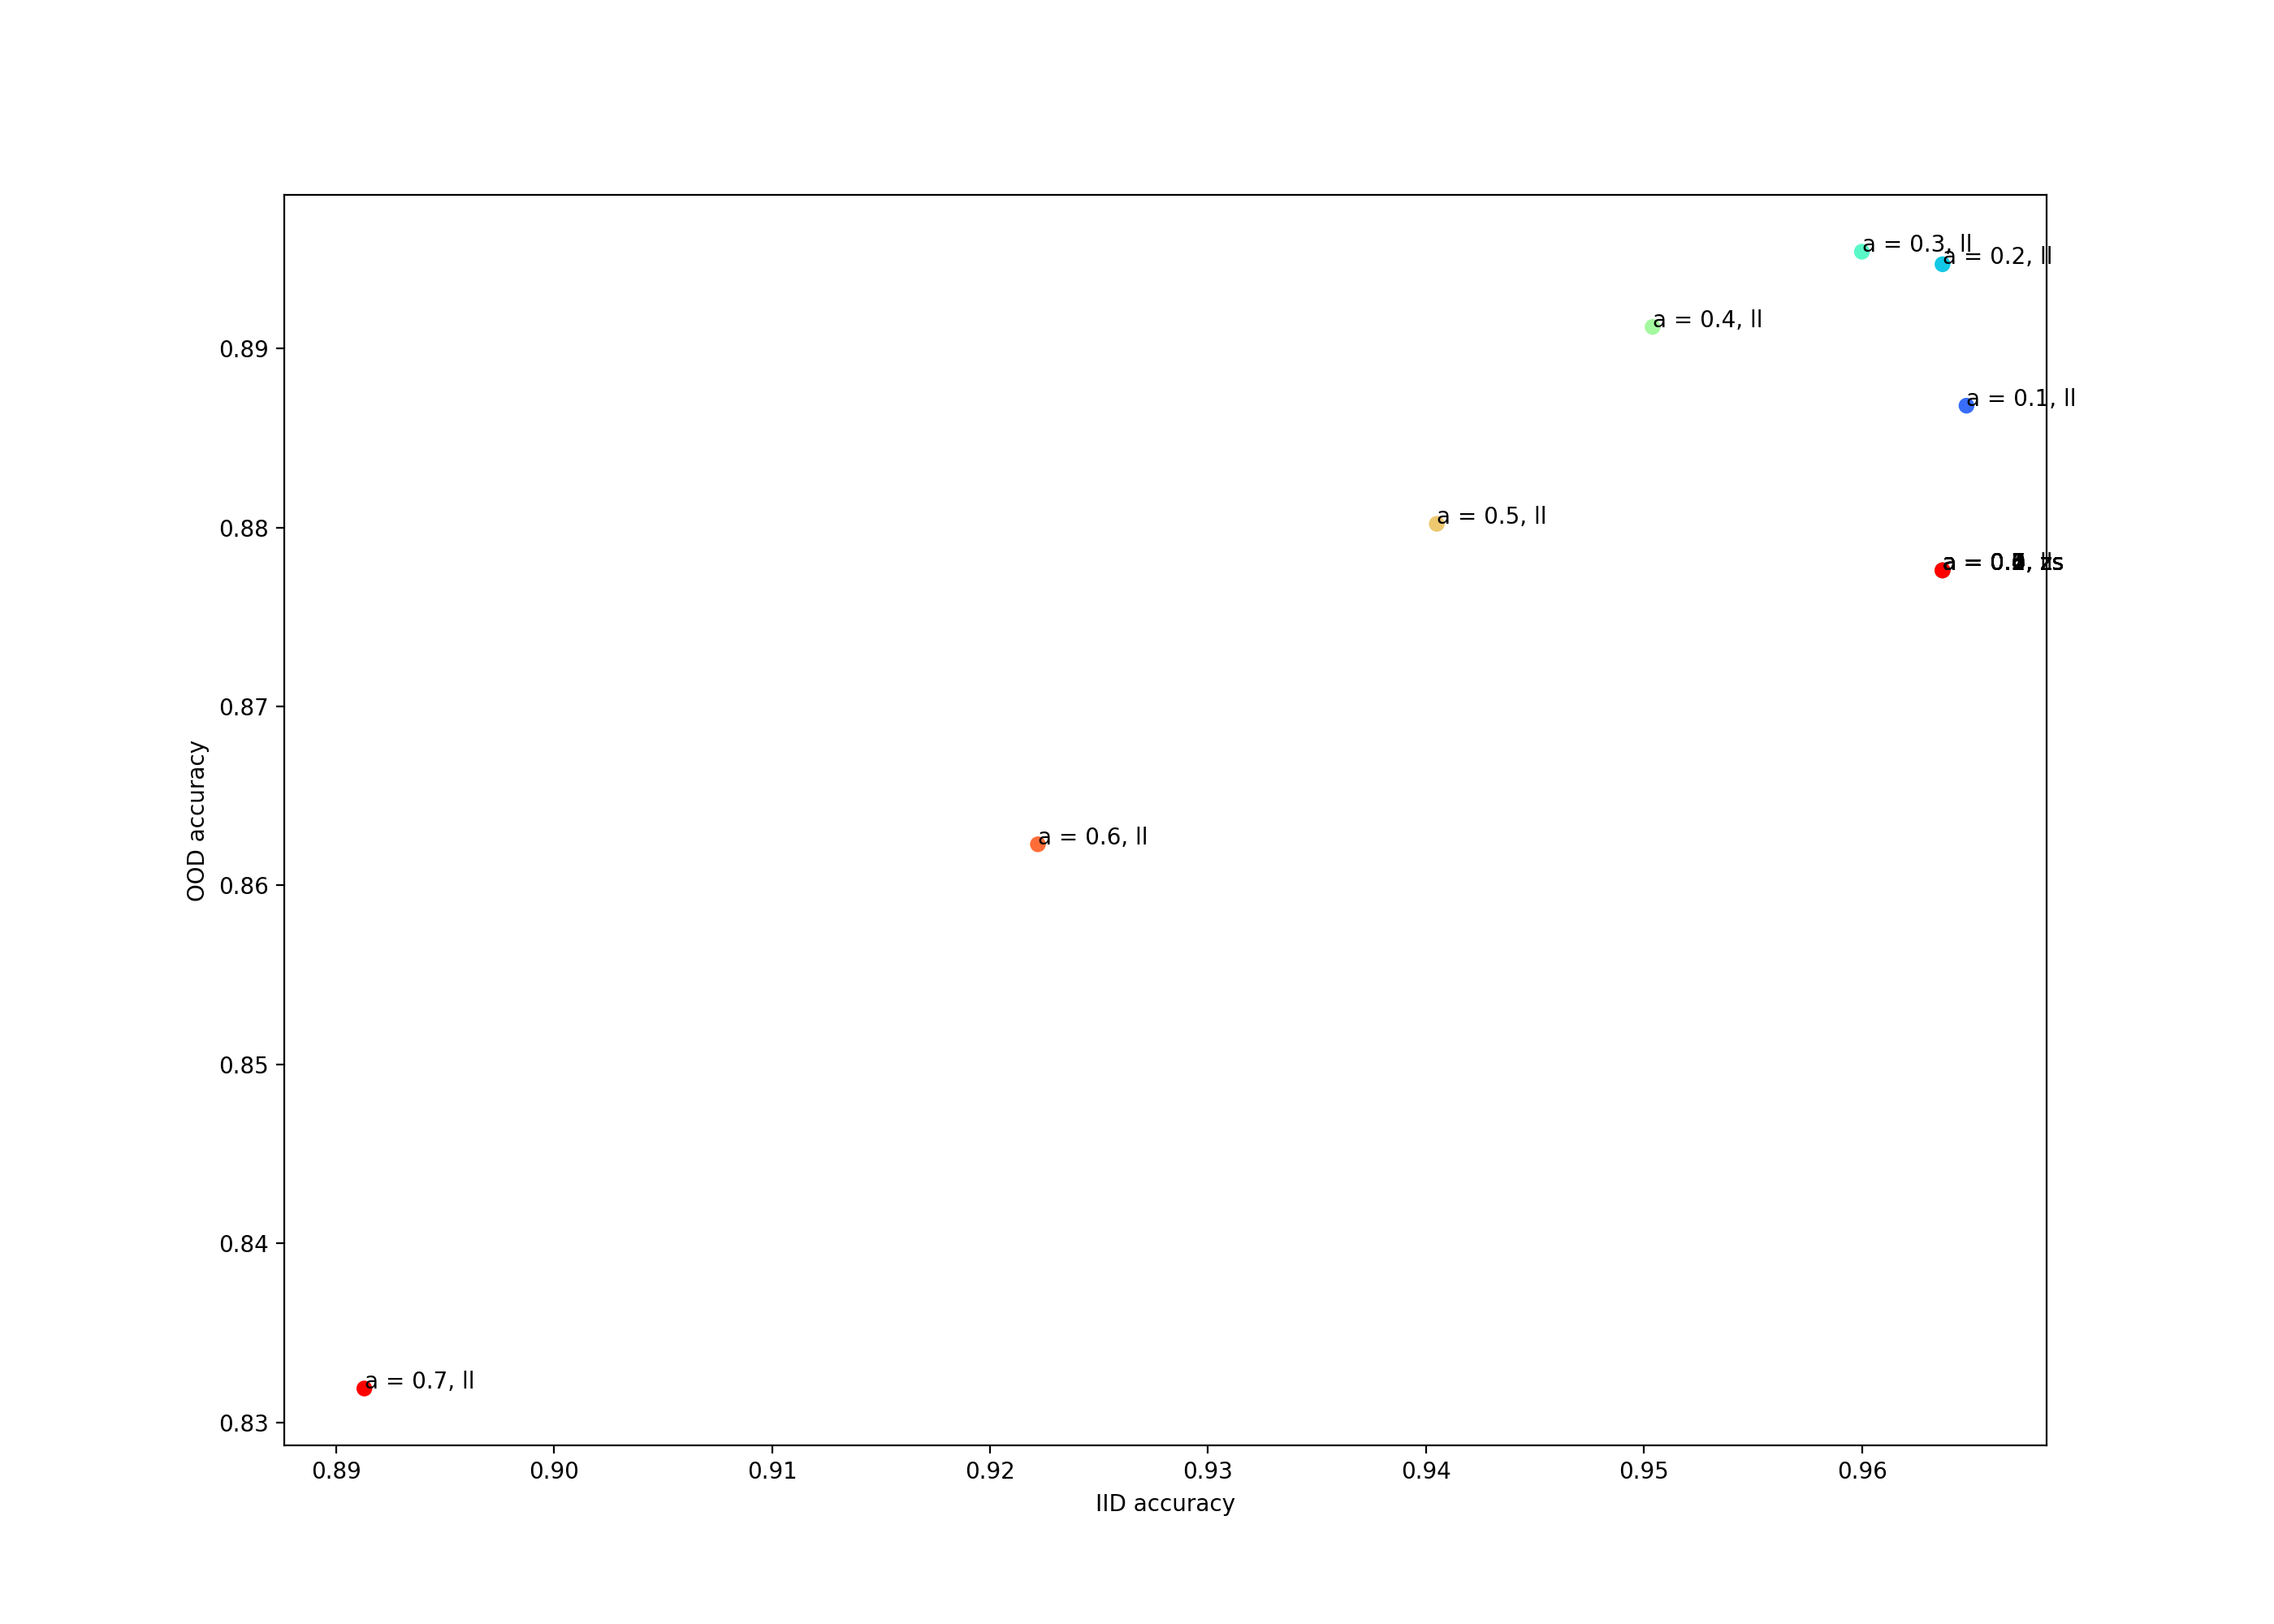 a = 0.3, ll
a = 0.2, ll
a = 0.4, ll
0.89
a = 0.1, ll
a = 0.5, ll
0.88
a = 0.
0.87
OOD accuracy
a = 0.6, ll
0.86
0.85
0.84
a = 0.7, ll
0.83
0.89 0.90 0.91 0.92 0.93 0.94 0.95 0.96
IID accuracy